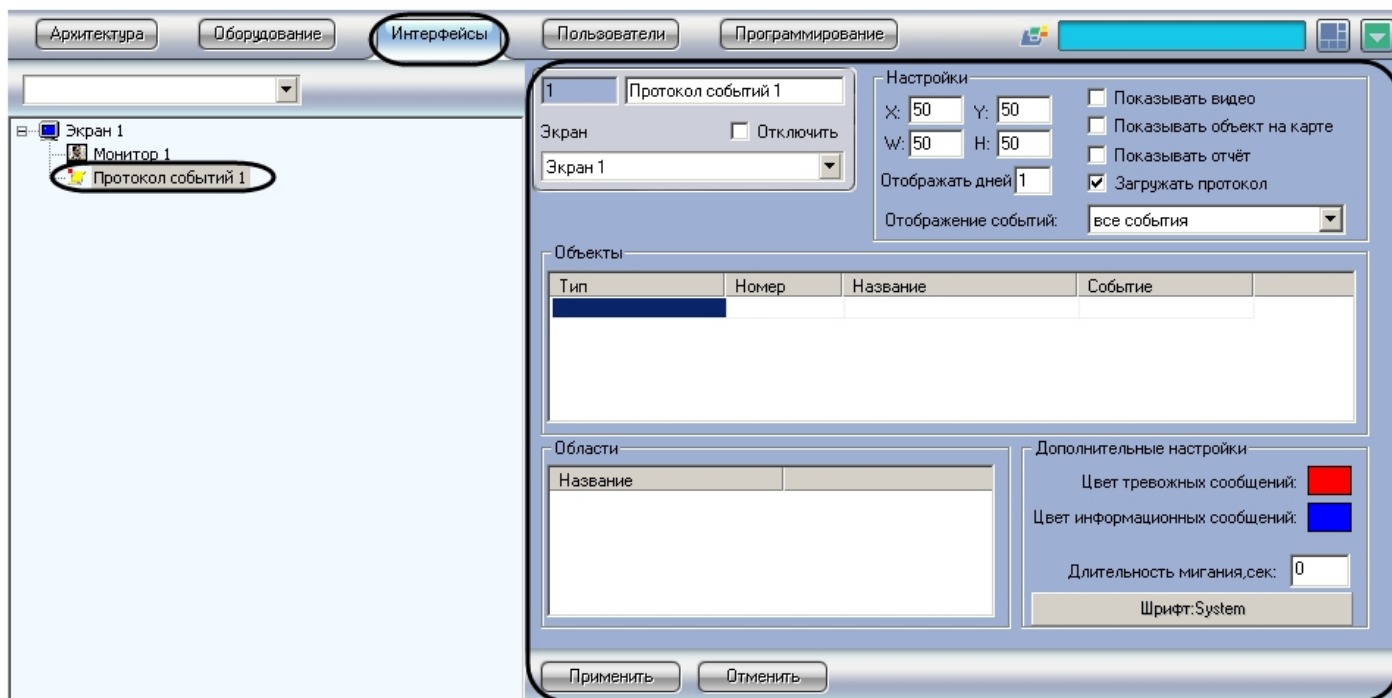 Архитектура Оборудование Интерфейсы Пользователи Программирование
Экран 1
Монитор 1
Протокол событий 1
1 Протокол событий 1
Экран Отключить
Экран 1
Настройки
X: 50 Y: 50
W: 50 H: 50
Отображать дней 1
Показывать видео
Показывать объект на карте
Показывать отчёт
Загружать протокол
Отображение событий: все события
Объекты
Тип Номер Название Событие
Области
Название
Дополнительные настройки
Цвет тревожных сообщений:
Цвет информационных сообщений:
Длительность мигания,сек: 0
Шрифт:System
Применить Отменить